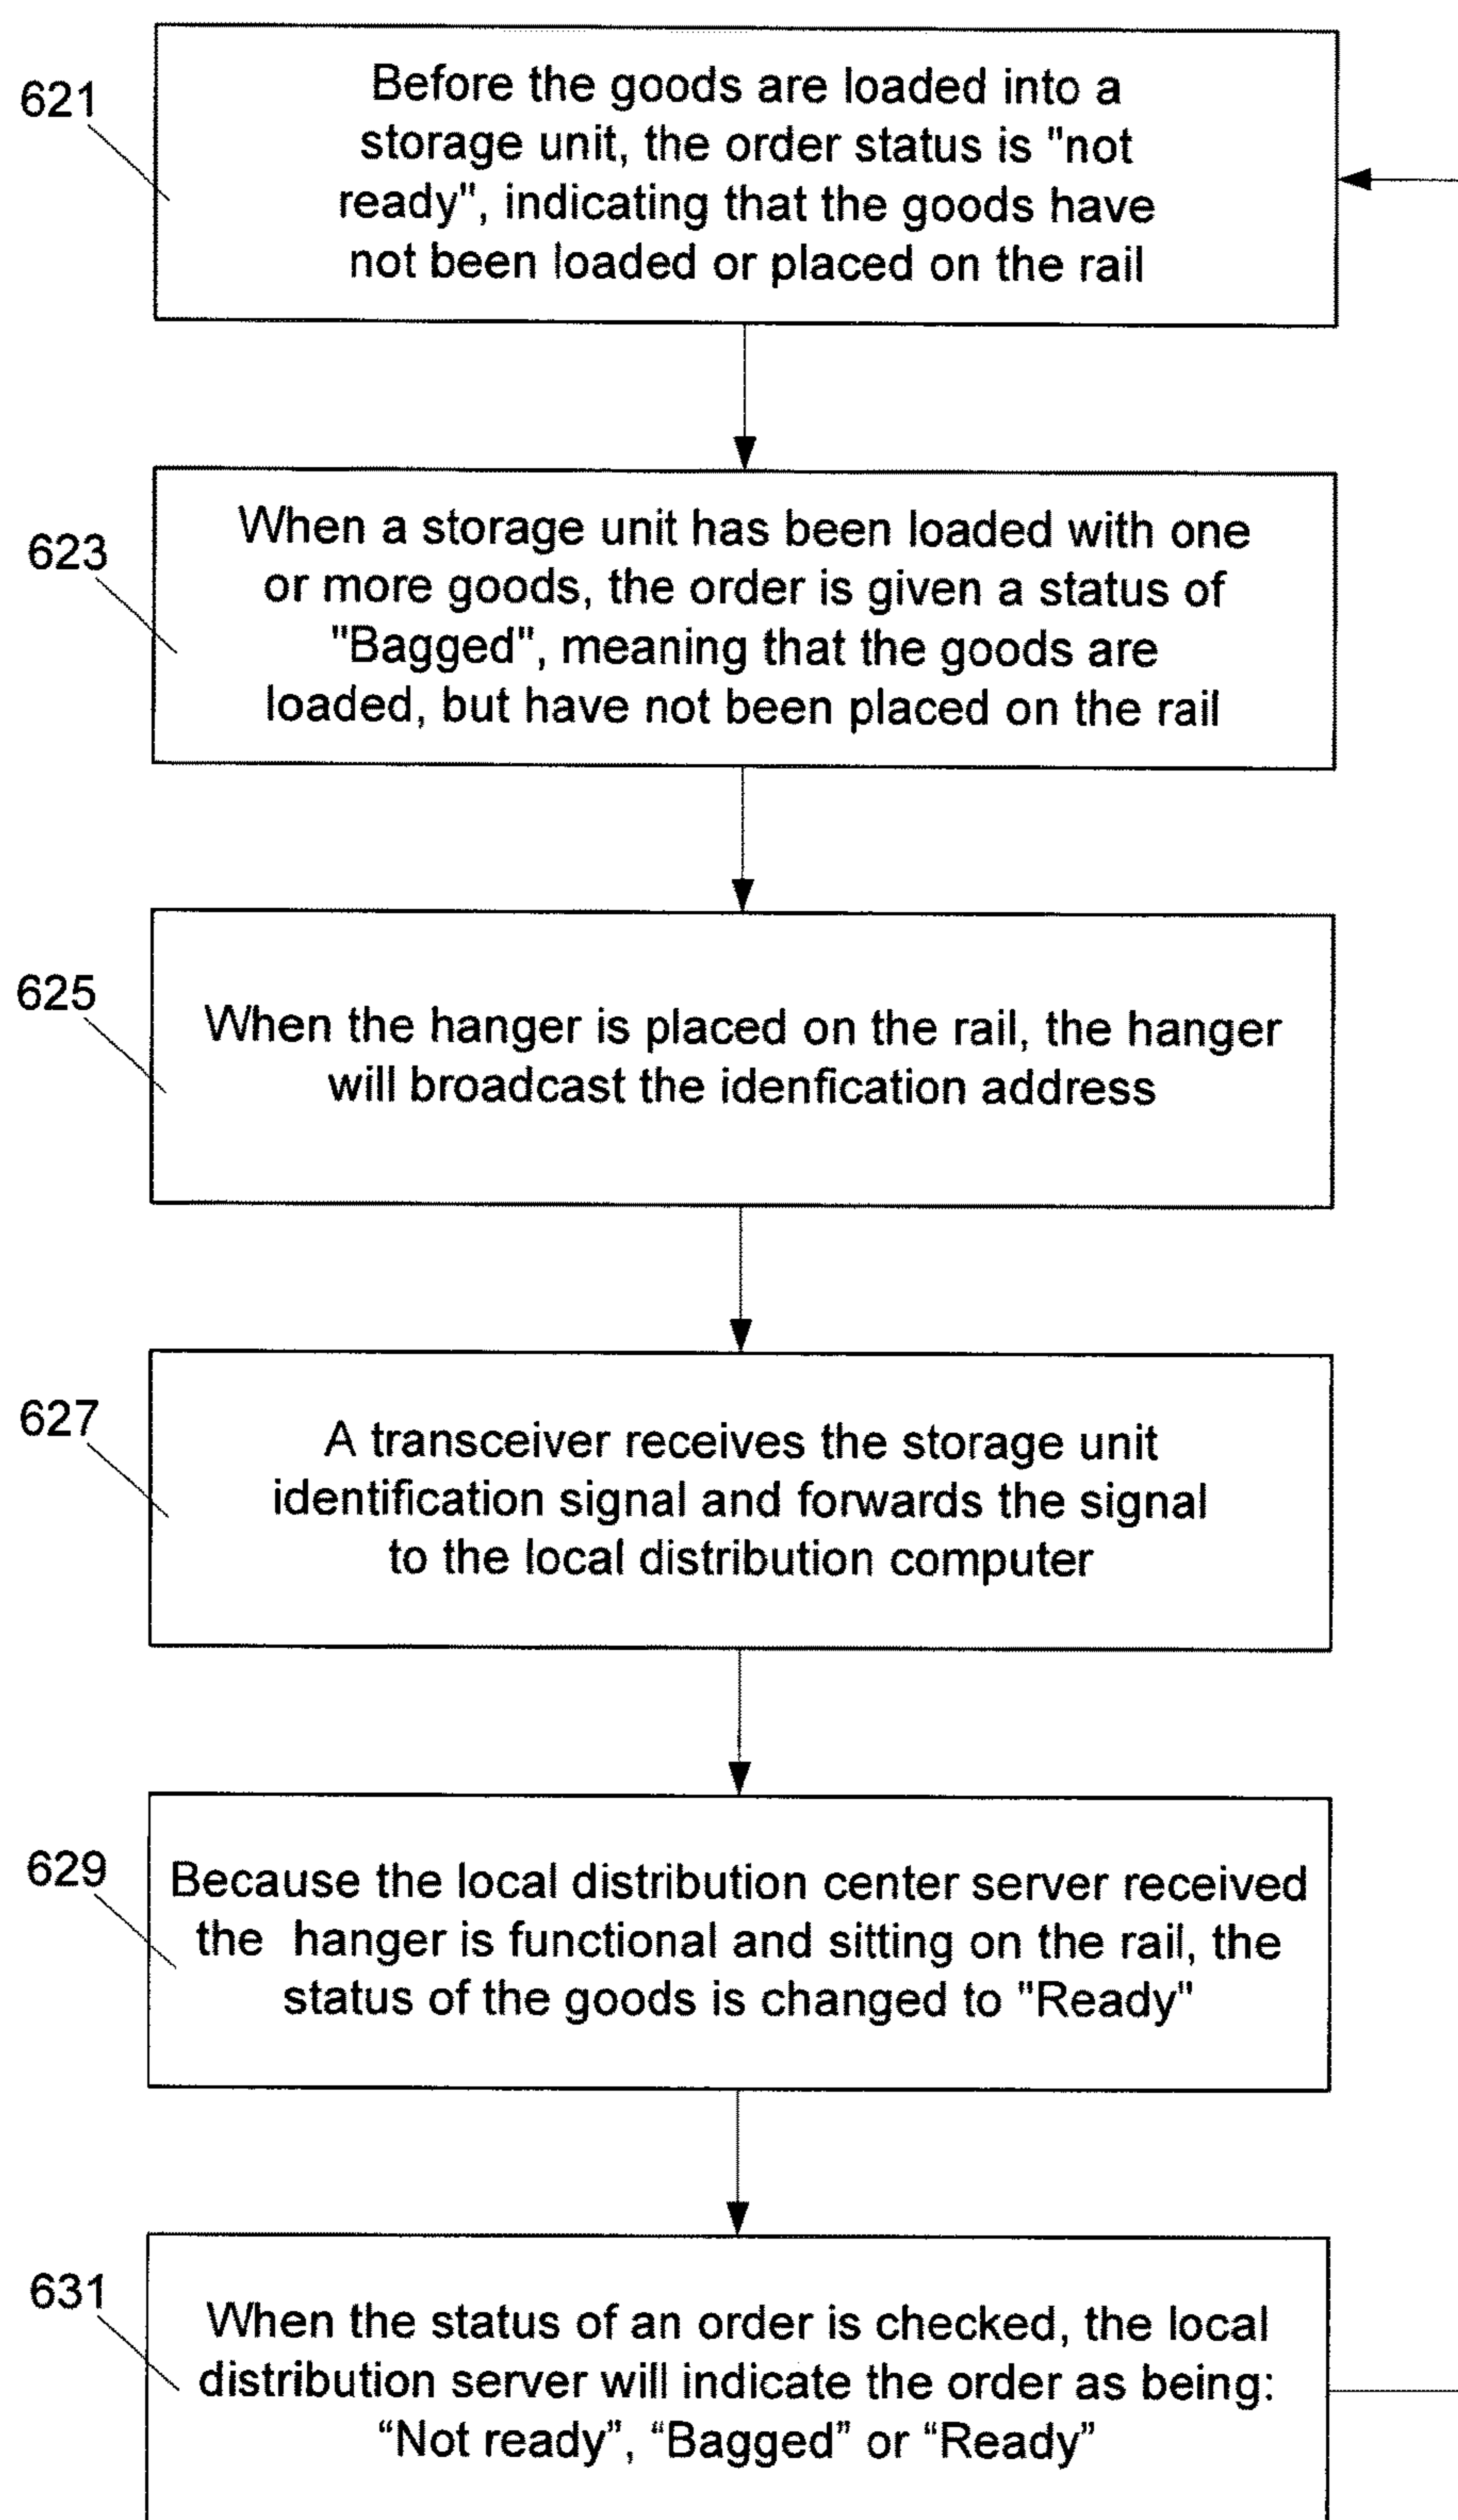 621
Before the goods are loaded into a
storage unit, the order status is "not
ready", indicating that the goods have
not been loaded or placed on the rail
623
When a storage unit has been loaded with one
or more goods, the order is given a status of
"Bagged", meaning that the goods are
loaded, but have not been placed on the rail
625
When the hanger is placed on the rail, the hanger
will broadcast the idenfication address
627
A transceiver receives the storage unit
identification signal and forwards the signal
to the local distribution computer
629
Because the local distribution center server received
the hanger is functional and sitting on the rail, the
status of the goods is changed to "Ready"
631
When the status of an order is checked, the local
distribution server will indicate the order as being:
“Not ready”, “Bagged” or “Ready”